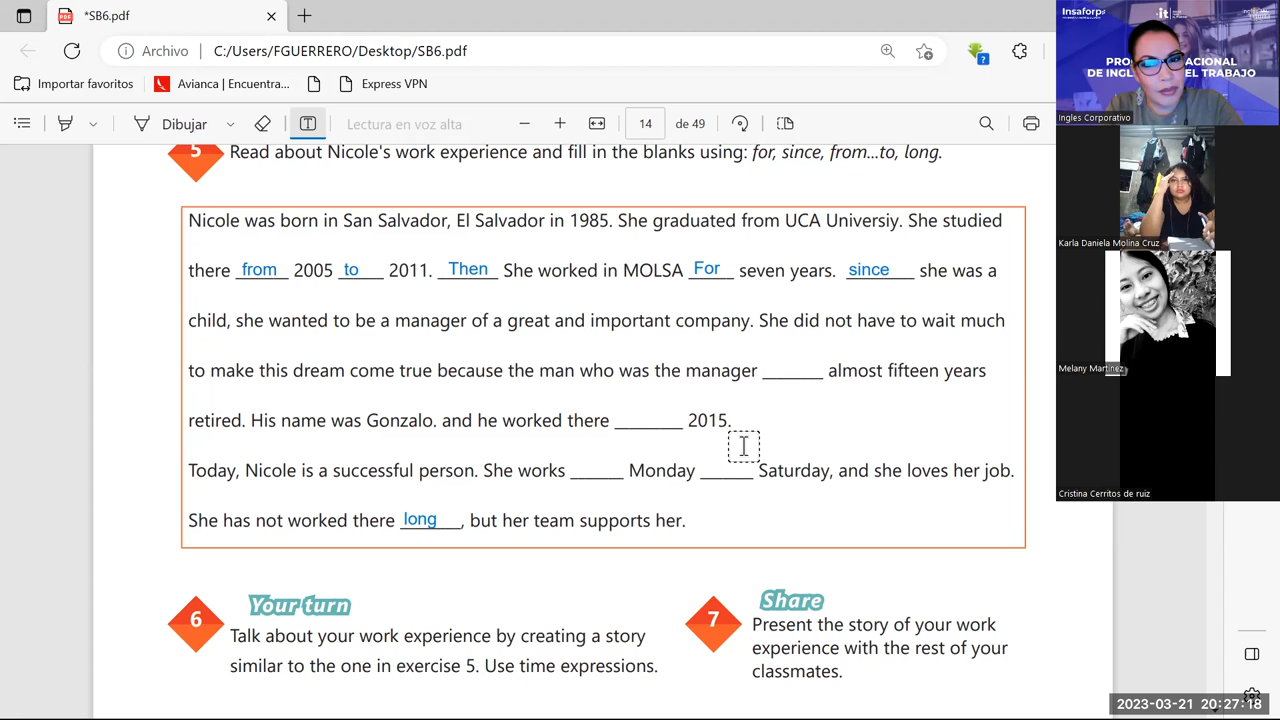 *SB6.pdf
Archivo
C:/Users/FGUERRERO/Desktop/SB6.pdf
Importar favoritos
Avianca | Encuentra...
Express VPN
Dibujar
Lectura en voz alta
14
de 49
5
Read about Nicole's work experience and fill in the blanks using: for, since, from...to, long.
Nicole was born in San Salvador, El Salvador in 1985. She graduated from UCA Universiy. She studied
there from 2005 to 2011. Then She worked in MOLSA For seven years. since she was a
child, she wanted to be a manager of a great and important company. She did not have to wait much
to make this dream come true because the man who was the manager _______ almost fifteen years
retired. His name was Gonzalo. and he worked there ________ 2015.
Today, Nicole is a successful person. She works ______ Monday ______ Saturday, and she loves her job.
She has not worked there long, but her team supports her.
6
Your turn
Talk about your work experience by creating a story
similar to the one in exercise 5. Use time expressions.
7
Share
Present the story of your work
experience with the rest of your
classmates.
Insaforp
Ingles Corporativo
Karla Daniela Molina Cruz
Melany Martinez
Cristina Cerritos de ruiz
2023-03-21 20:27:18